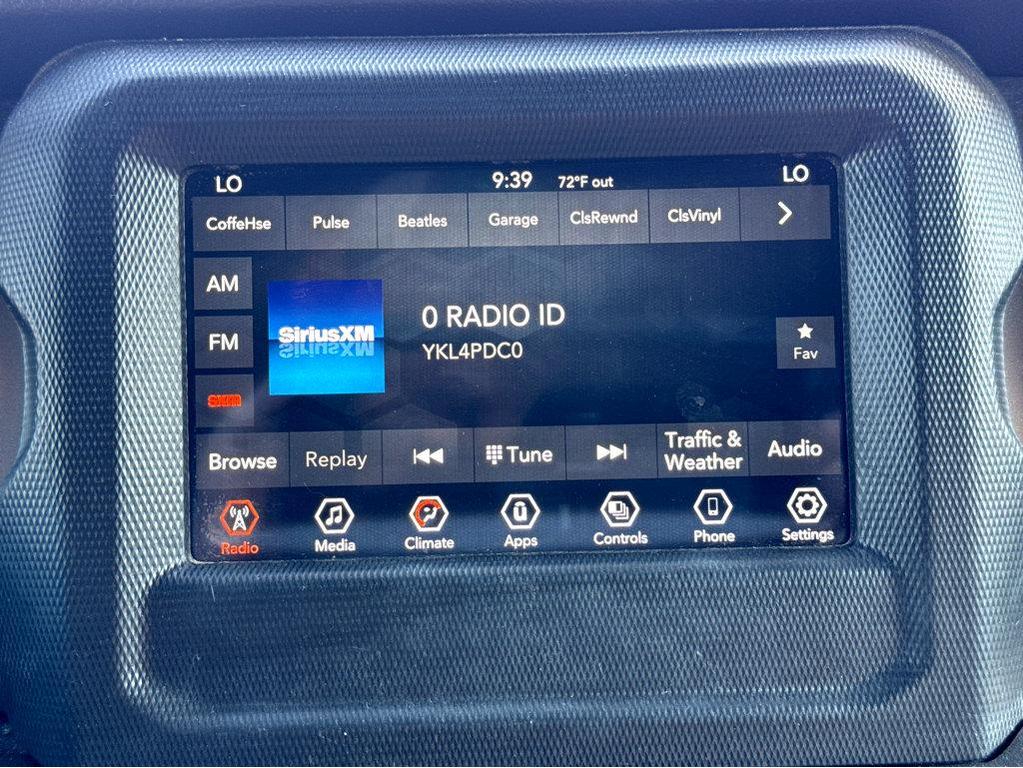 LO 9:39 72°F out LO
CoffeHse Pulse Beatles Garage ClsRewnd ClsVinyl
AM
FM
SXM
SiriusXM
0 RADIO ID
YKL4PDC0
Fav
Browse Replay Tune Traffic & Audio
Weather
Radio Media Climate Apps Controls Phone Settings